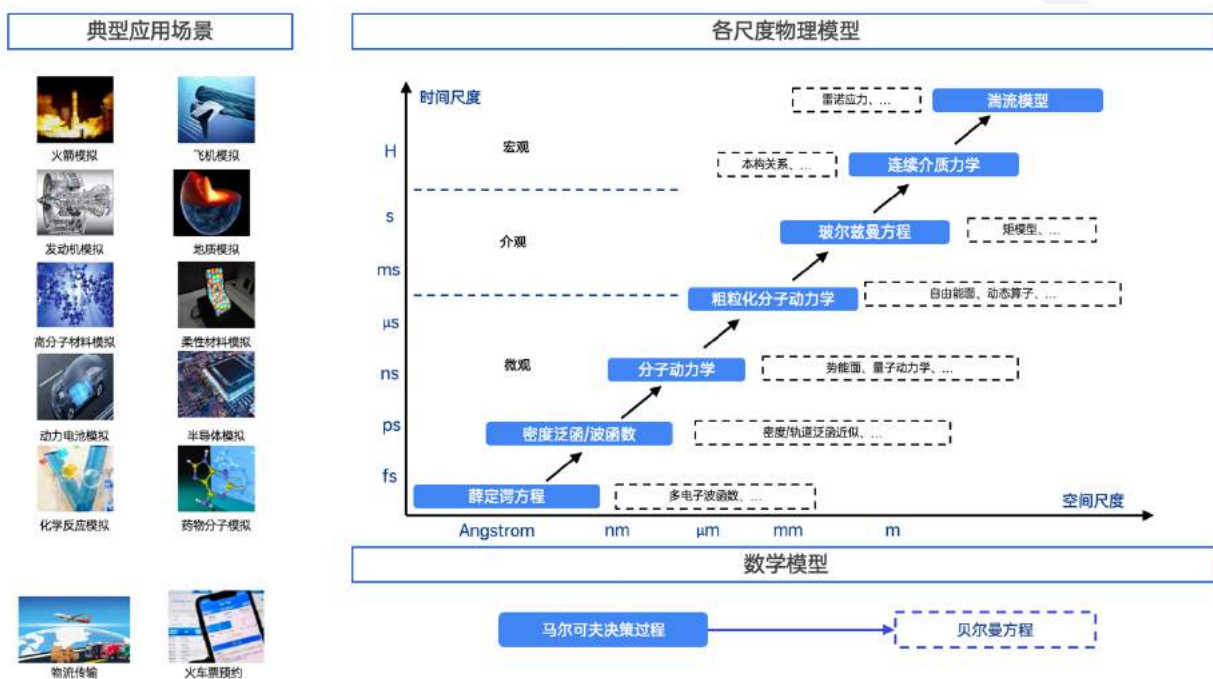 典型应用场景
火箭模拟
飞机模拟
发动机模拟
地质模拟
高分子材料模拟
柔性材料模拟
动力电池模拟
半导体模拟
化学反应模拟
药物分子模拟
物流传输
火车票预约
各尺度物理模型
时间尺度
雷诺应力、...
湍流模型
H
宏观
本构关系、...
连续介质力学
s
介观
玻尔兹曼方程
矩模型、...
ms
粗粒化分子动力学
自由能面、动态算子、...
μs
微观
分子动力学
势能面、量子动力学、...
ns
ps
密度泛函/波函数
密度/轨道泛函近似、...
fs
薛定谔方程
多电子波函数、...
空间尺度
Angstrom nm μm mm m
数学模型
马尔可夫决策过程
贝尔曼方程